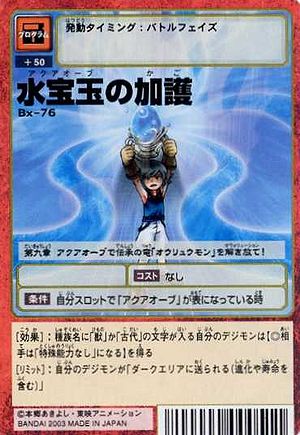 プログラム
発動タイミング：バトルフェイズ
+50
アクアオーブ かご
水宝玉の加護
Bx-76
第九章 アクアオーブで伝承の竜「オウリュウモン」を解き放て！
コスト なし
条件 自分スロットで「アクアオーブ」が表になっている時
[効果]：種族名に「獣」か「古代」の文字が入る自分のデジモンは[◎相
手は「特殊能力なし」になる]を得る
[リミット]：自分のデジモンが「ダークエリアに送られる(進化や寿命を
含む)」
©本郷あきよし・東映アニメーション
BANDAI 2003 MADE IN JAPAN